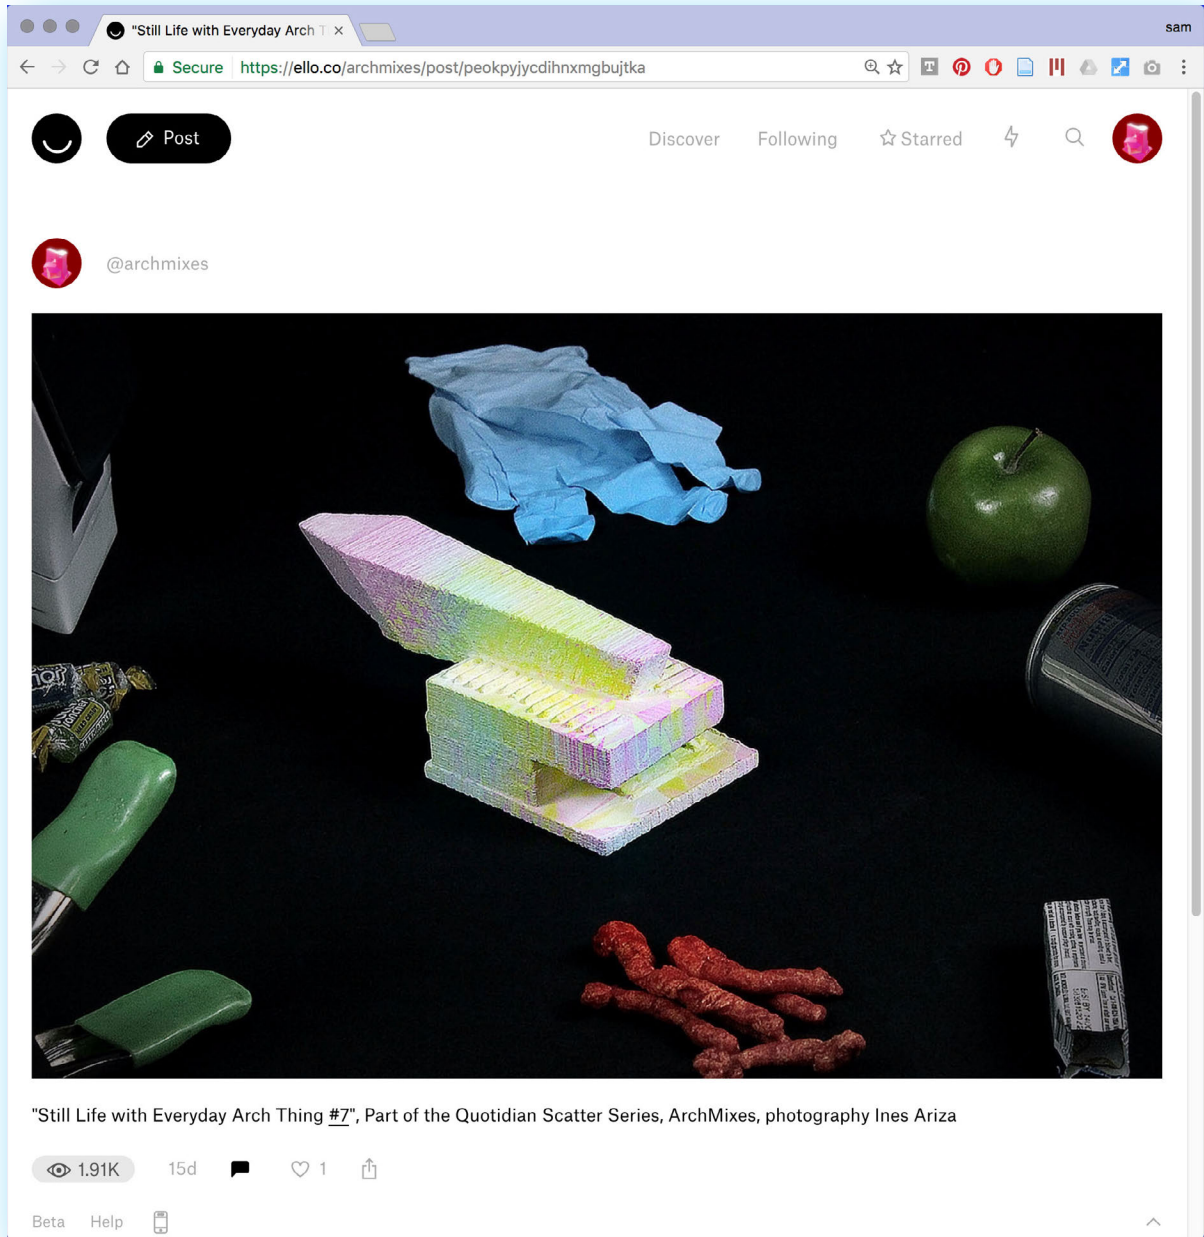 "Still Life with Everyday Arch T
sam
Secure https://ello.co/archmixes/post/peokpyjycdihnxmgbujtka
Post
Discover Following Starred
@archmixes
"Still Life with Everyday Arch Thing #7", Part of the Quotidian Scatter Series, ArchMixes, photography Ines Ariza
1.91K 15d 1
Beta Help